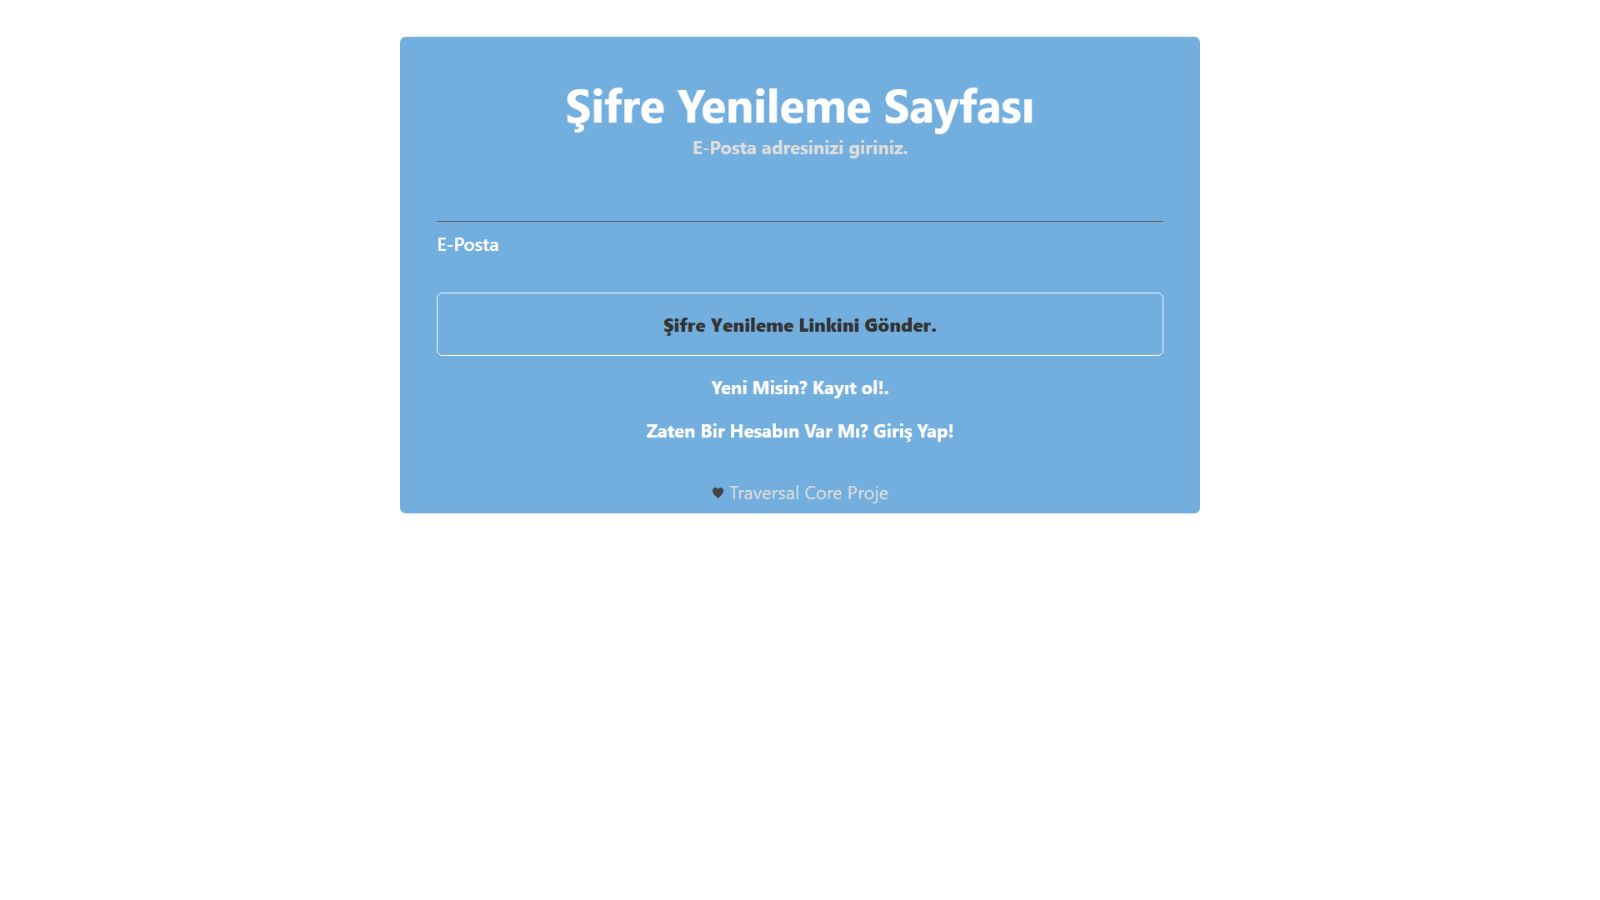 Şifre Yenileme Sayfası
E-Posta adresinizi giriniz.
E-Posta
Şifre Yenileme Linkini Gönder.
Yeni Misin? Kayıt ol!.
Zaten Bir Hesabın Var Mı? Giriş Yap!
♥ Traversal Core Proje